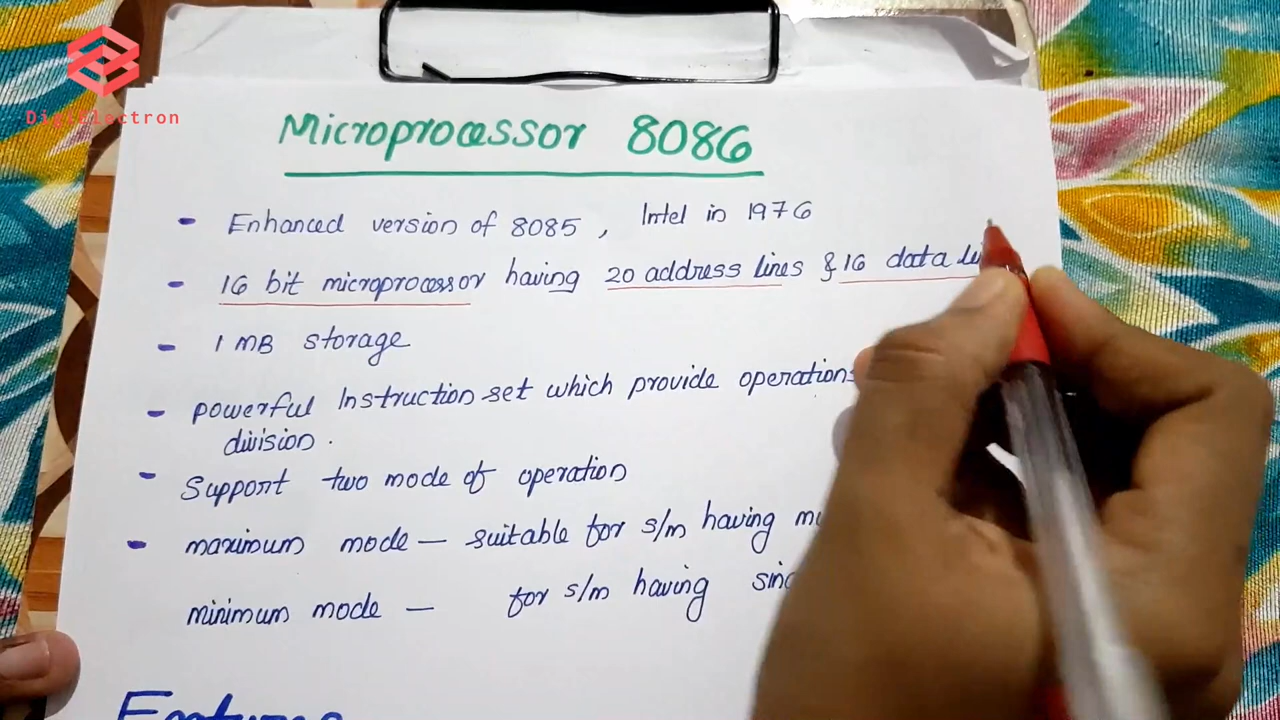 DigiElectron
Microprocessor 8086
- Enhanced version of 8085, Intel in 1976
- 16 bit microprocessor having 20 address lines & 16 data
- 1 MB storage
- powerful Instruction set which provide operations
division.
- Support two mode of operation
- maximum mode — suitable for s/m having
minimum mode — for s/m having
Features